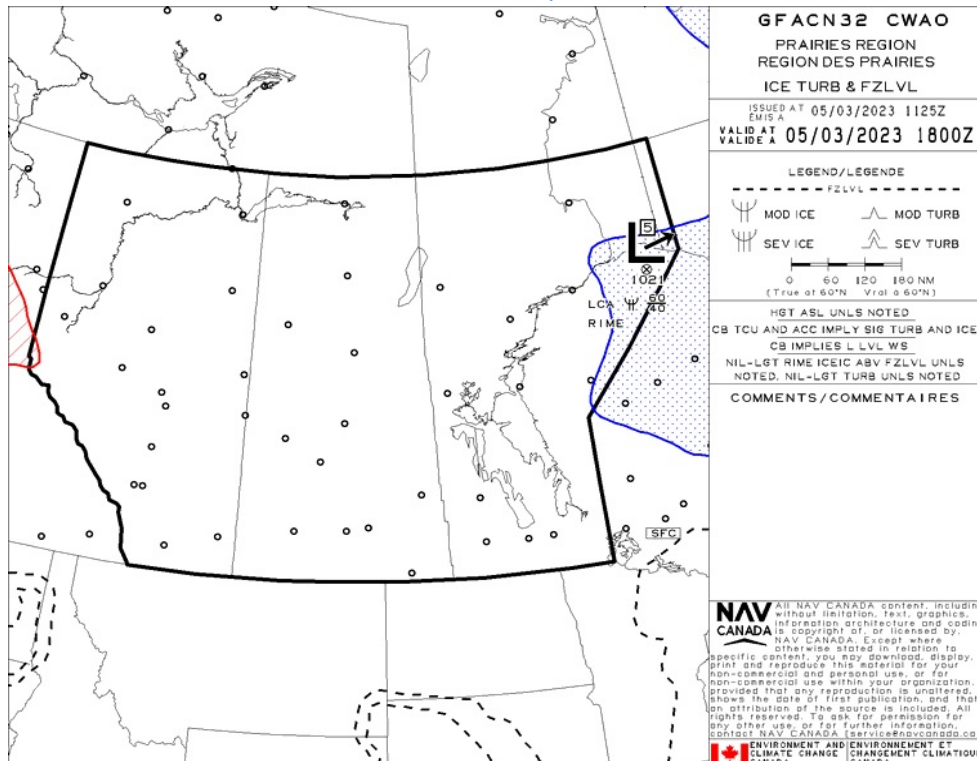 GFACN32 CWAO
PRAIRIES REGION
REGION DES PRAIRIES
ICE TURB & FZLVL
ISSUED AT 05/03/2023 1125Z
ÉMIS A
VALID AT 05/03/2023 1800Z
VALIDE A
LEGEND/LÉGENDE
FZLVL
MOD ICE MOD TURB
SEV ICE SEV TURB
0 60 120 180 NM
(True at 60°N Vrai à 60°N)
HGT ASL UNLS NOTED
CB TCU AND ACC IMPLY SIG TURB AND ICE
CB IMPLIES L LVL WS
NIL-LGT RIME ICEIC ABV FZLVL UNLS
NOTED. NIL-LGT TURB UNLS NOTED
COMMENTS/COMMENTAIRES
5
L
1021
LCA 60
40
RIME
SFC
NAV
CANADA
All NAV CANADA content, includin
without limitation, text, graphics,
information architecture and codin
is copyright of, or licensed by,
NAV CANADA. Except where
otherwise stated in relation to
specific content, you may download, display,
print and reproduce this material for your
non-commercial and personal use, or for
non-commercial use within your organization,
provided that any reproduction is unaltered,
shows the date of first publication, and that
an attribution of the source is included. All
rights reserved. To ask for permission for
any other use, or for further information,
contact NAV CANADA [service@navcanada.ca
ENVIRONMENT AND ENVIRONNEMENT ET
CLIMATE CHANGE CHANGEMENT CLIMATIQUE